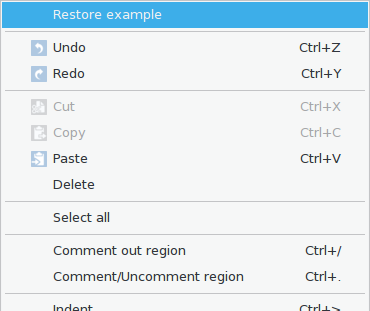 Restore example
Undo Ctrl+Z
Redo Ctrl+Y
Cut Ctrl+X
Copy Ctrl+C
Paste Ctrl+V
Delete
Select all
Comment out region Ctrl+/
Comment/Uncomment region Ctrl+.
Indent Ctrl+>